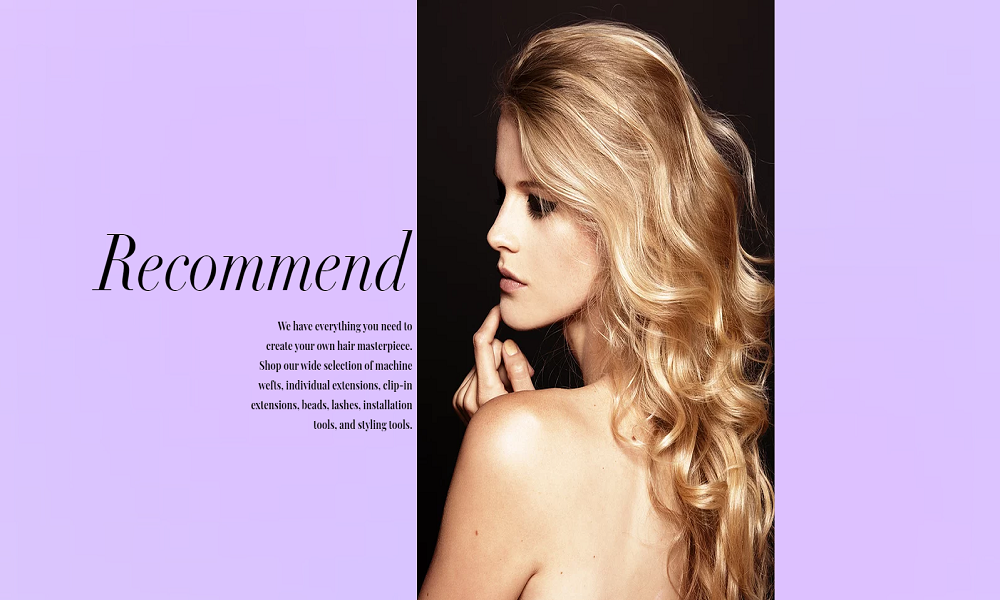 Recommend
We have everything you need to
create your own hair masterpiece.
Shop our wide selection of machine
wefts, individual extensions, clip-in
extensions, beads, lashes, installation
tools, and styling tools.